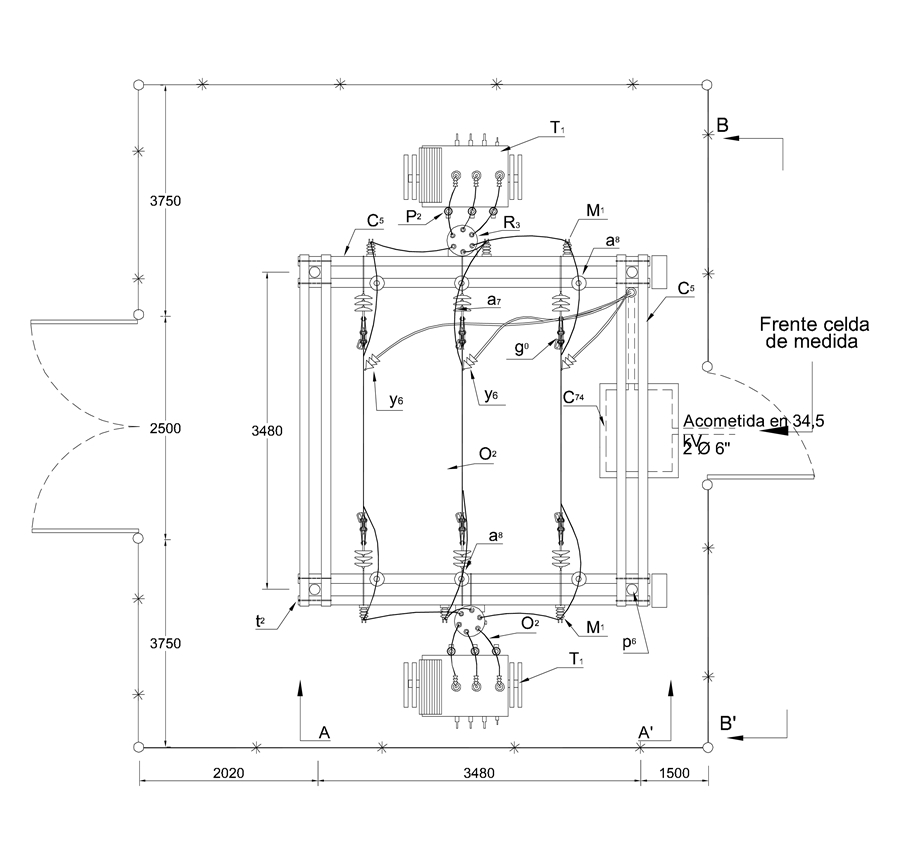 T1
B
3750
P2
C5
R3
M1
a8
a7
C5
Frente celda
de medida
g0
y6
y6
C74
Acometida en 34,5
kV
2 Ø 6"
2500
3480
O2
a8
t2
O2
M1
p6
3750
T1
A
A'
B'
2020
3480
1500